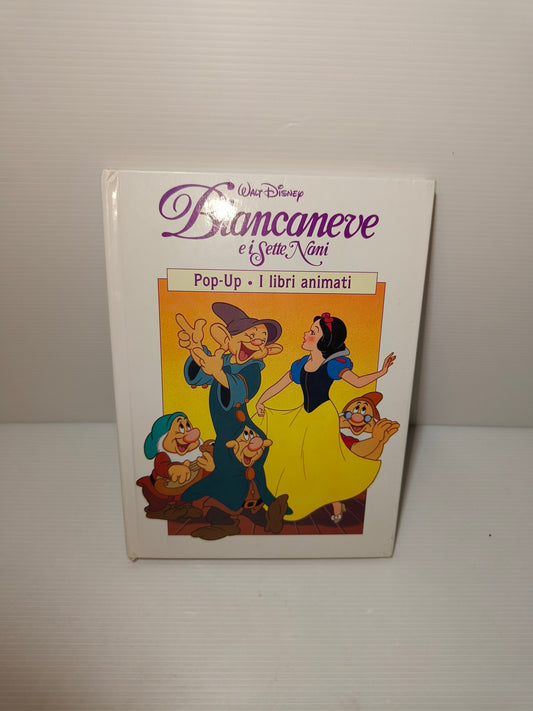 Walt Disney
Biancaneve
e i Sette Nani
Pop-Up • I libri animati